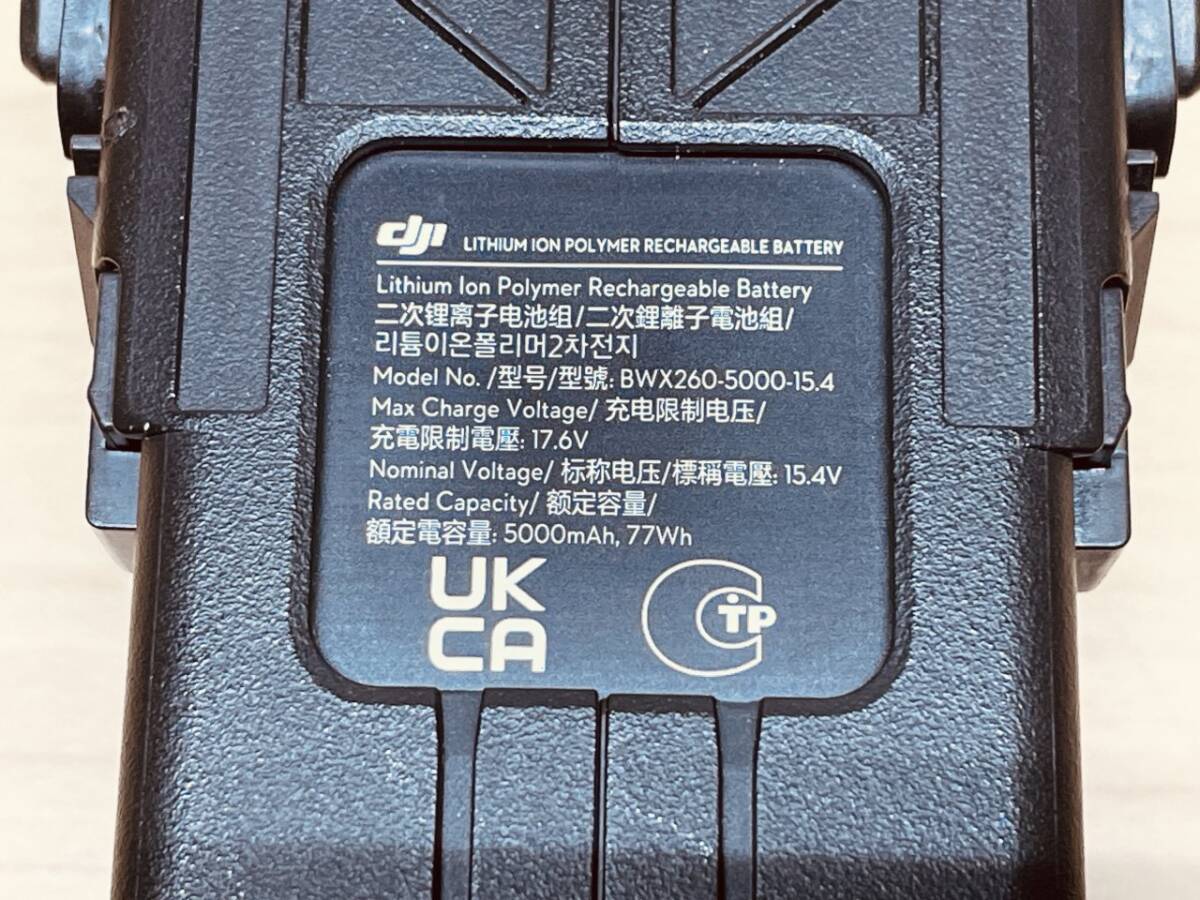 dji LITHIUM ION POLYMER RECHARGEABLE BATTERY
Lithium Ion Polymer Rechargeable Battery
二次锂离子电池组/二次鋰離子電池組/
리튬이온폴리머2차전지
Model No. /型号/型號: BWX260-5000-15.4
Max Charge Voltage/ 充电限制电压/
充電限制電壓: 17.6V
Nominal Voltage/ 标称电压/標稱電壓: 15.4V
Rated Capacity/ 额定容量/
額定電容量: 5000mAh, 77Wh
UK
CA
CTP